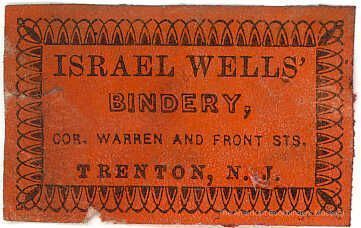 ISRAEL WELLS'
BINDERY,
COR. WARREN AND FRONT STS.
TRENTON, N. J.